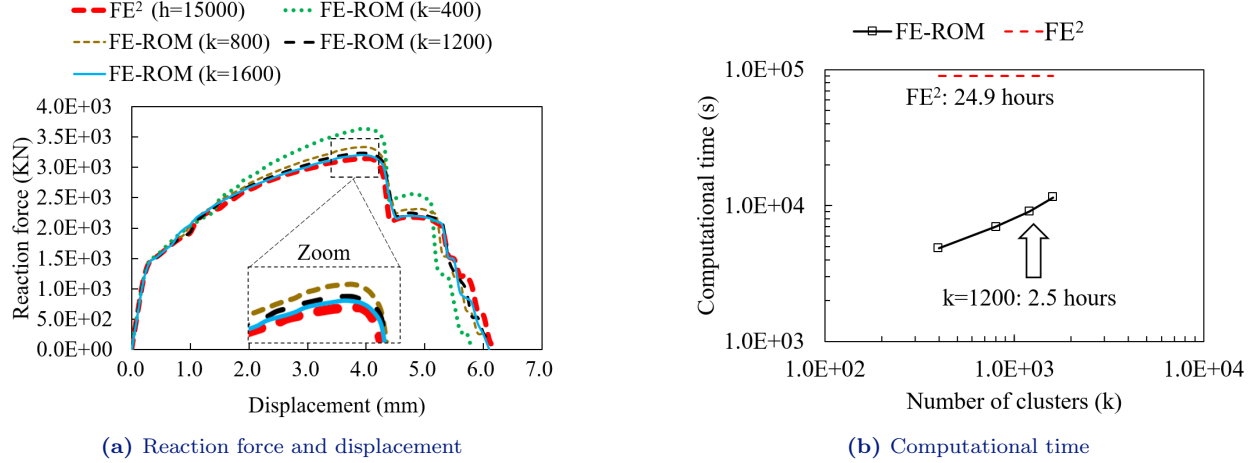 FE² (h=15000) FE-ROM (k=400)
FE-ROM (k=800) FE-ROM (k=1200)
FE-ROM (k=1600)
Reaction force (KN)
4.0E+03
3.5E+03
3.0E+03
2.5E+03
2.0E+03
1.5E+03
1.0E+03
5.0E+02
0.0E+00
Zoom
0.0 1.0 2.0 3.0 4.0 5.0 6.0 7.0
Displacement (mm)
(a) Reaction force and displacement
FE-ROM FE²
Computational time (s)
1.0E+05
1.0E+04
1.0E+03
FE²: 24.9 hours
k=1200: 2.5 hours
1.0E+02 1.0E+03 1.0E+04
Number of clusters (k)
(b) Computational time